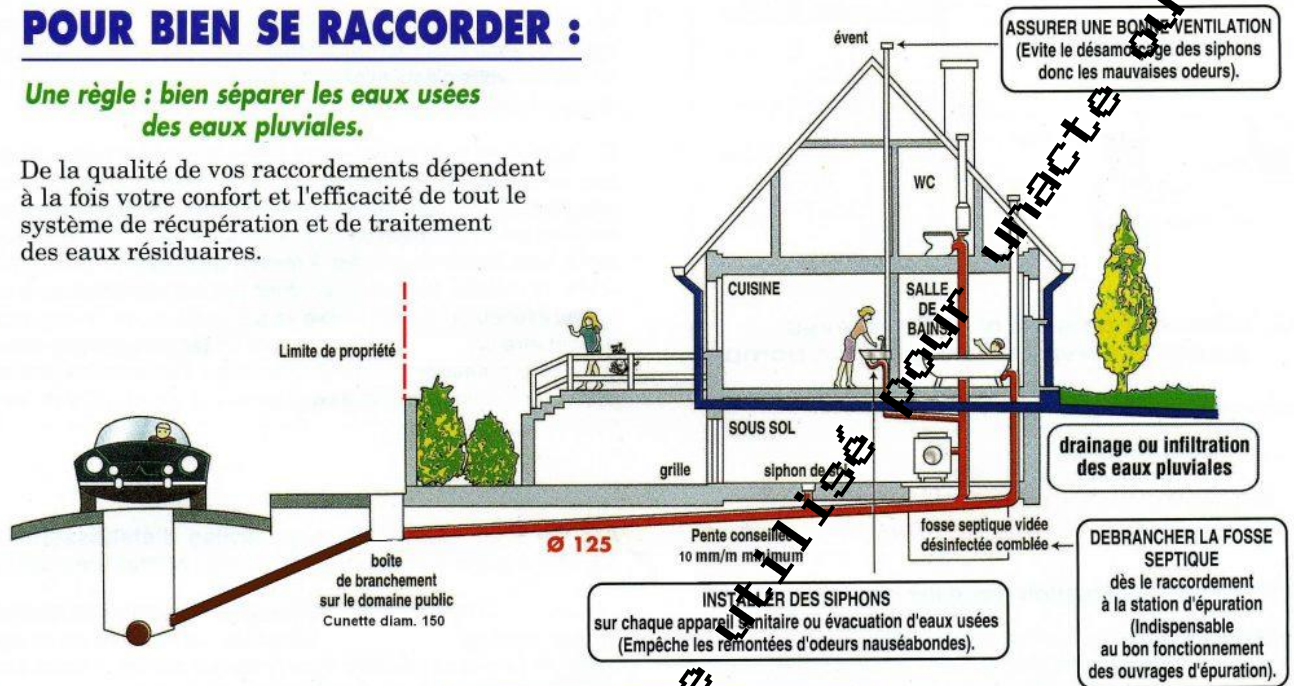 POUR BIEN SE RACCORDER :
Une règle : bien séparer les eaux usées
des eaux pluviales.
De la qualité de vos raccordements dépendent
à la fois votre confort et l'efficacité de tout le
système de récupération et de traitement
des eaux résiduaires.
évent
ASSURER UNE BONNE VENTILATION
(Evite le désamorçage des siphons
donc les mauvaises odeurs).
WC
CUISINE
SALLE
DE
BAINS
Limite de propriété
SOUS SOL
grille
siphon de sol
drainage ou infiltration
des eaux pluviales
Ø 125
Pente conseillée
10 mm/m minimum
fosse septique vidée
désinfectée comblée
boîte
de branchement
sur le domaine public
Cunette diam. 150
INSTALLER DES SIPHONS
sur chaque appareil sanitaire ou évacuation d'eaux usées
(Empêche les remontées d'odeurs nauséabondes).
DEBRANCHER LA FOSSE
SEPTIQUE
dès le raccordement
à la station d'épuration
(Indispensable
au bon fonctionnement
des ouvrages d'épuration).
utilisé pour un acte ou